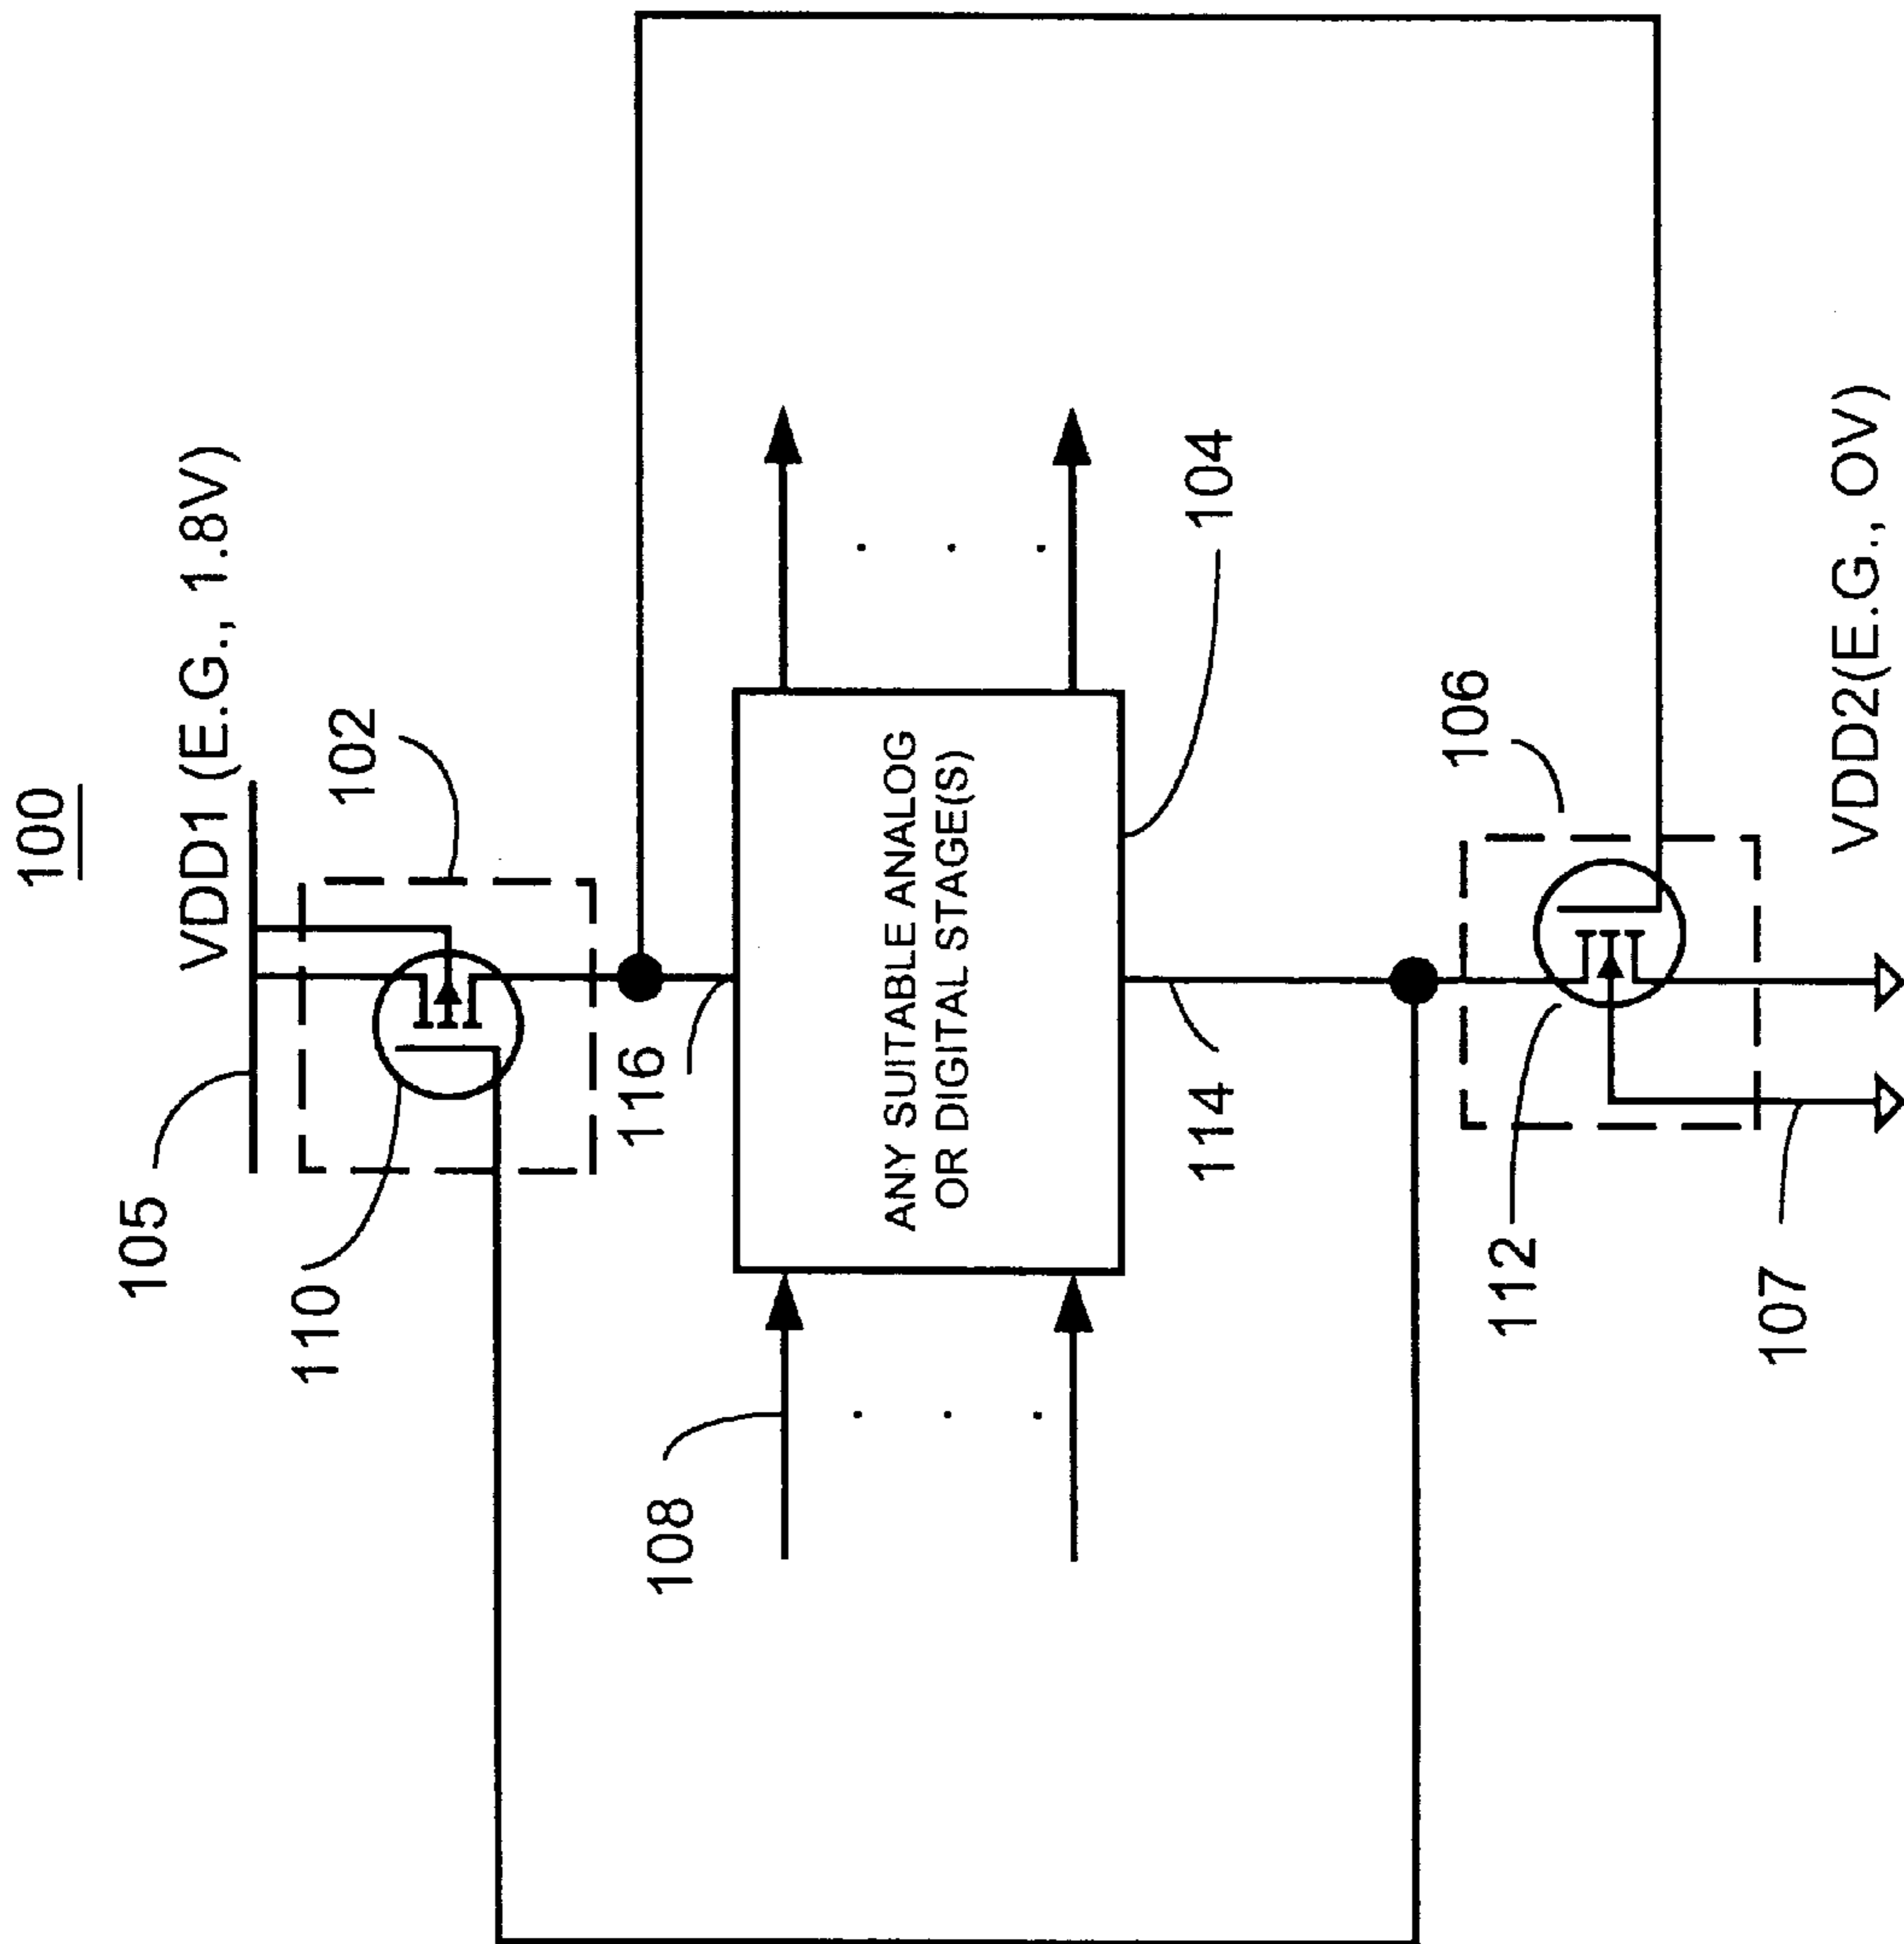 100
VDD1 (E.G., 1.8V)
105
102
110
116
108
ANY SUITABLE ANALOG
OR DIGITAL STAGE(S)
104
114
106
112
107
VDD2(E.G., OV)